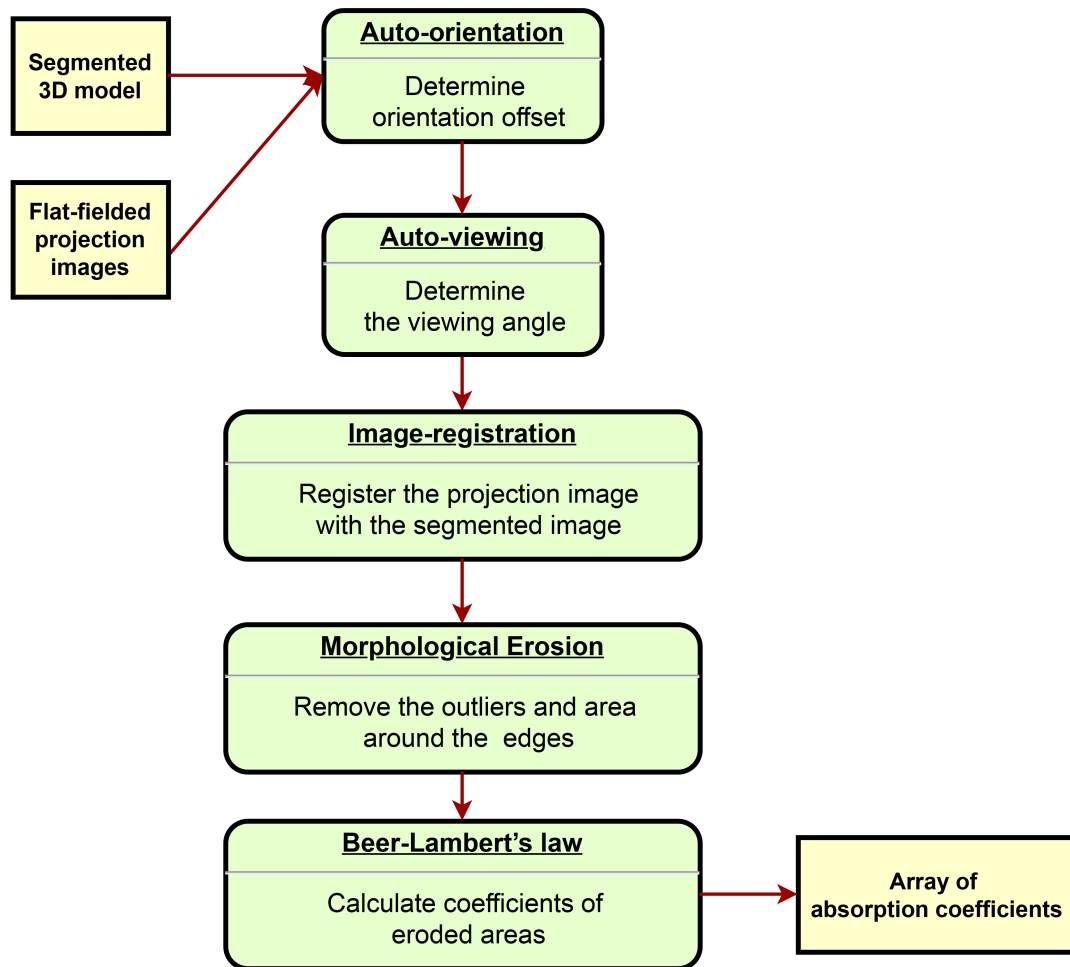 Segmented
3D model
Flat-fielded
projection
images
Auto-orientation
Determine
orientation offset
Auto-viewing
Determine
the viewing angle
Image-registration
Register the projection image
with the segmented image
Morphological Erosion
Remove the outliers and area
around the  edges
Beer-Lambert’s law
Calculate coefficients of
eroded areas
Array of
absorption coefficients